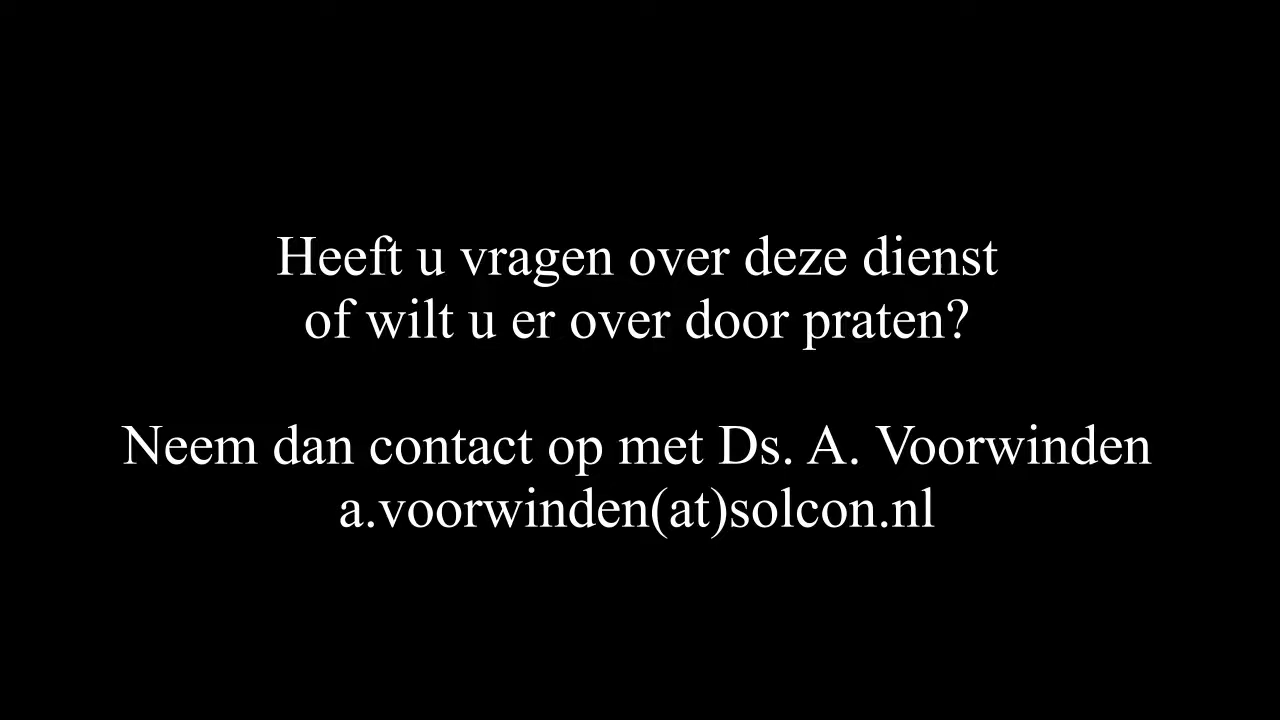 Heeft u vragen over deze dienst
of wilt u er over door praten?
Neem dan contact op met Ds. A. Voorwinden
a.voorwinden(at)solcon.nl